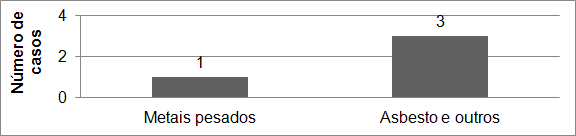 Número de
casos
4
2
0
1
3
Metais pesados
Asbesto e outros